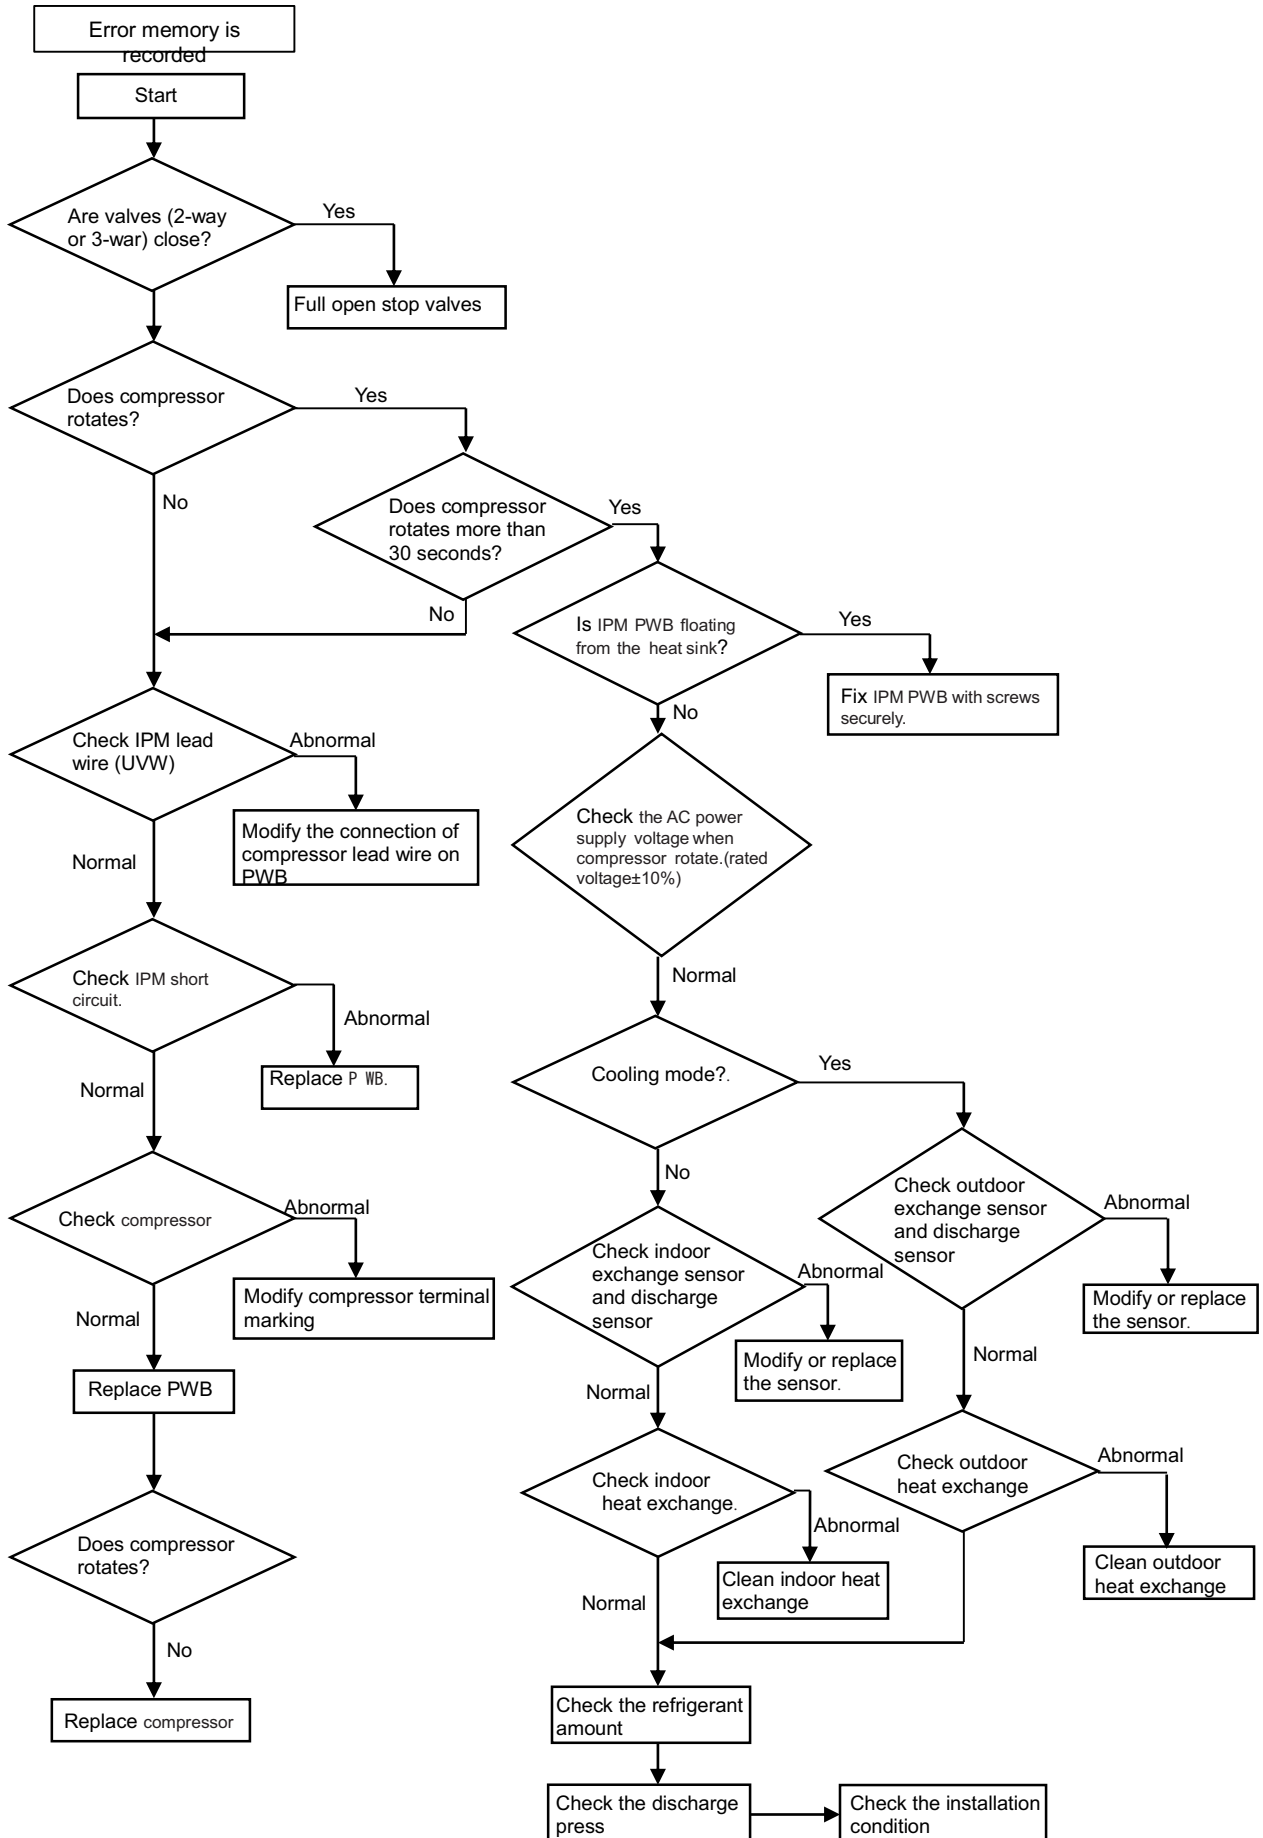 Error memory is
recorded
Start
Are valves (2-way
or 3-war) close?
Yes
Full open stop valves
Does compressor
rotates?
Yes
No
Does compressor
rotates more than
30 seconds?
Yes
No
Is IPM PWB floating
from the heat sink?
Yes
Fix IPM PWB with screws
securely.
No
Check IPM lead
wire (UVW)
Abnormal
Modify the connection of
compressor lead wire on
PWB
Normal
Check the AC power
supply voltage when
compressor rotate.(rated
voltage±10%)
Normal
Check IPM short
circuit.
Abnormal
Replace P WB.
Normal
Cooling mode?.
Yes
No
Check compressor
Abnormal
Modify compressor terminal
marking
Normal
Check indoor
exchange sensor
and discharge
sensor
Abnormal
Modify or replace
the sensor.
Normal
Check outdoor
exchange sensor
and discharge
sensor
Abnormal
Modify or replace
the sensor.
Normal
Replace PWB
Does compressor
rotates?
No
Replace compressor
Check indoor
heat exchange.
Abnormal
Clean indoor heat
exchange
Normal
Check outdoor
heat exchange
Abnormal
Clean outdoor
heat exchange
Check the refrigerant
amount
Check the discharge
press
Check the installation
condition